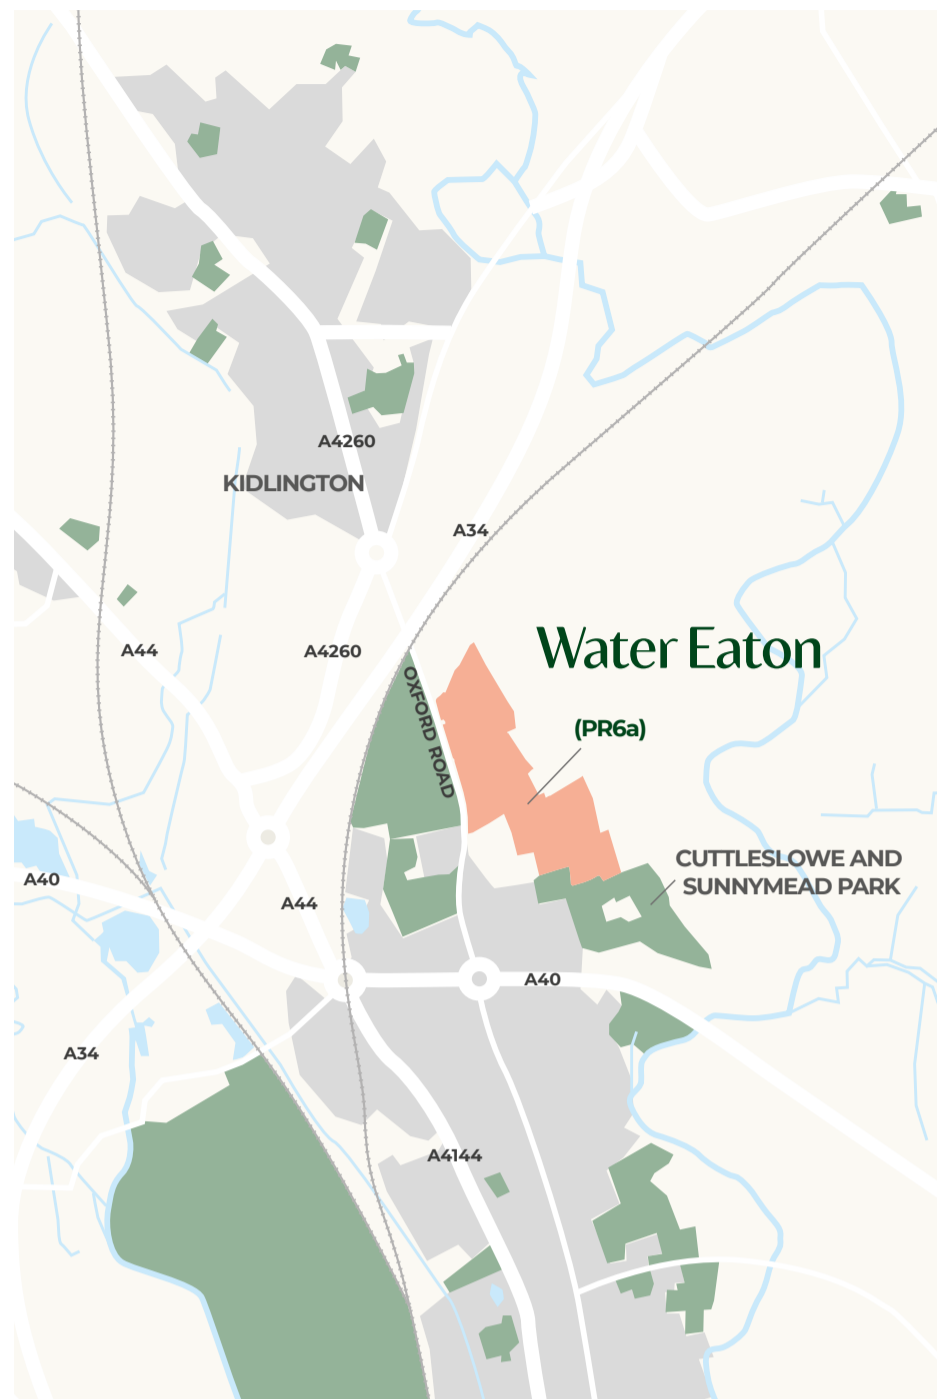 A4260
KIDLINGTON
A34
Water Eaton
A44
A4260
OXFORD ROAD
(PR6a)
CUTTLESLOWE AND
SUNNYMEAD PARK
A40
A44
A40
A34
A4144